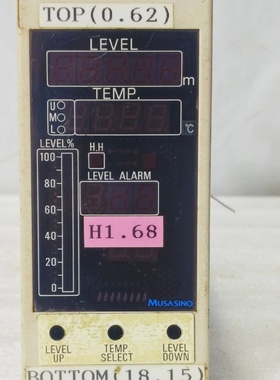 TOP(0.62)
LEVEL
m
TEMP.
U
M
L
℃
LEVEL%
H.H
100
80
60
40
20
0
LEVEL ALARM
H1.68
MUSASINO
LEVEL UP
TEMP. SELECT
LEVEL DOWN
BOTTOM(18.15)